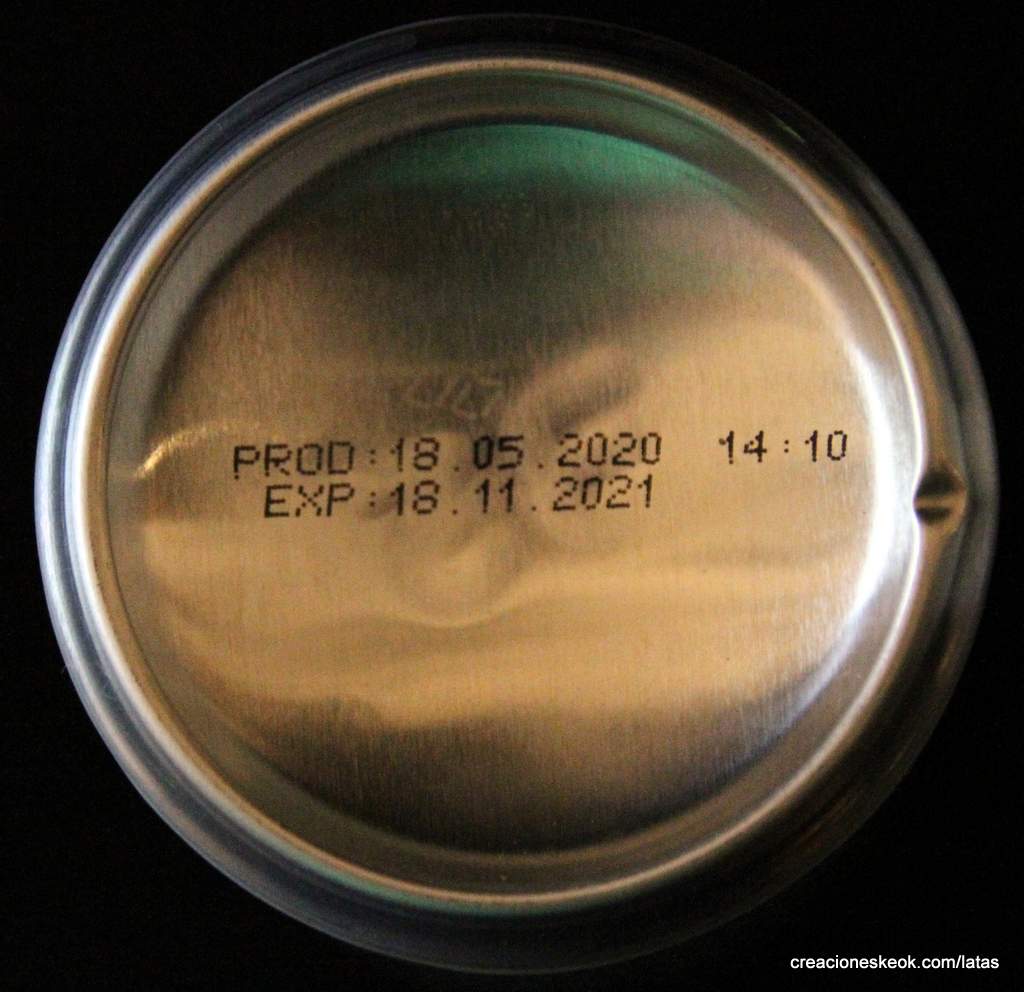 PROD:18.05.2020 14:10
EXP:18.11.2021
creacioneskeok.com/latas